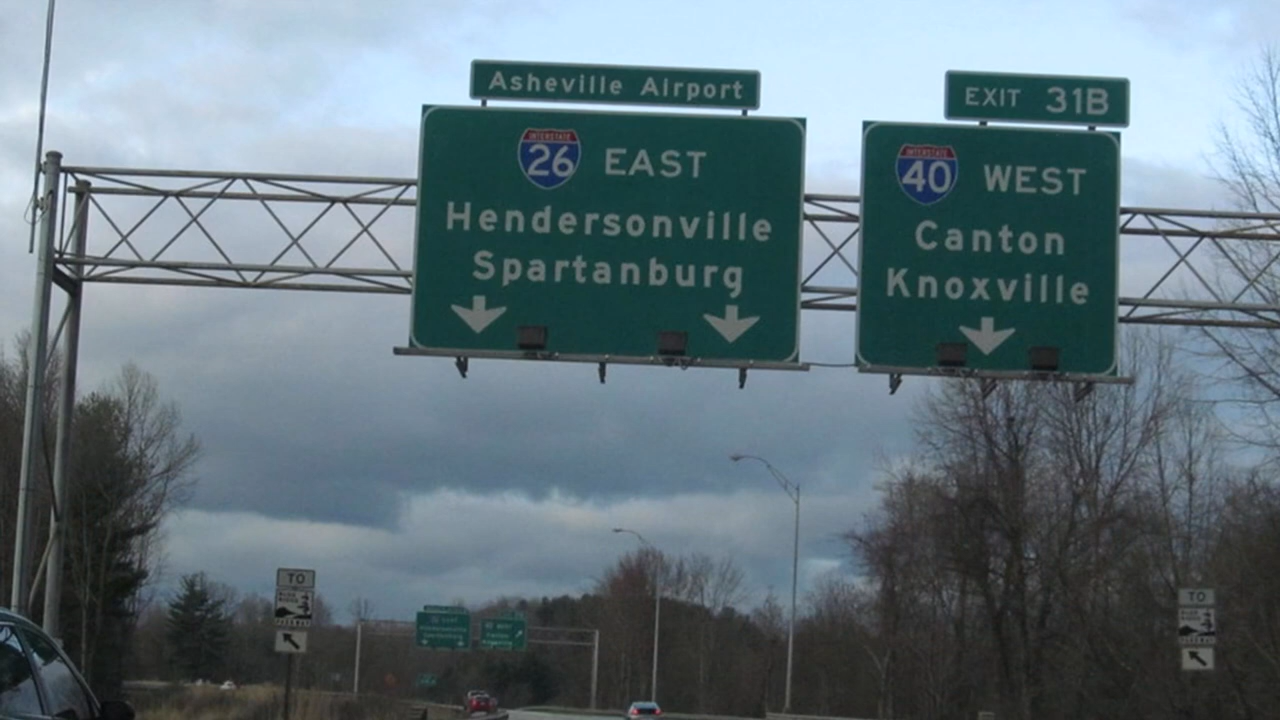 Asheville Airport
INTERSTATE
26 EAST
Hendersonville
Spartanburg
EXIT 31B
INTERSTATE
40 WEST
Canton
Knoxville
TO
TO